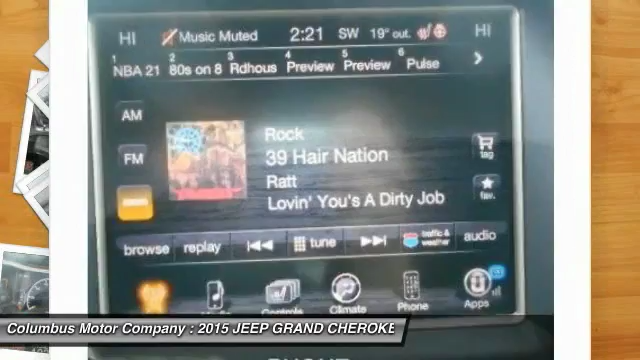 HI Music Muted 2:21 SW 19° out. HI
1 NBA 21 2 80s on 8 3 Rdhous 4 Preview 5 Preview 6 Pulse
AM
Rock
39 Hair Nation
tag
FM
Ratt
Lovin' You's A Dirty Job
fav.
browse replay tune traffic & weather audio
Controls Climate Phone Apps
Columbus Motor Company : 2015 JEEP GRAND CHEROKE